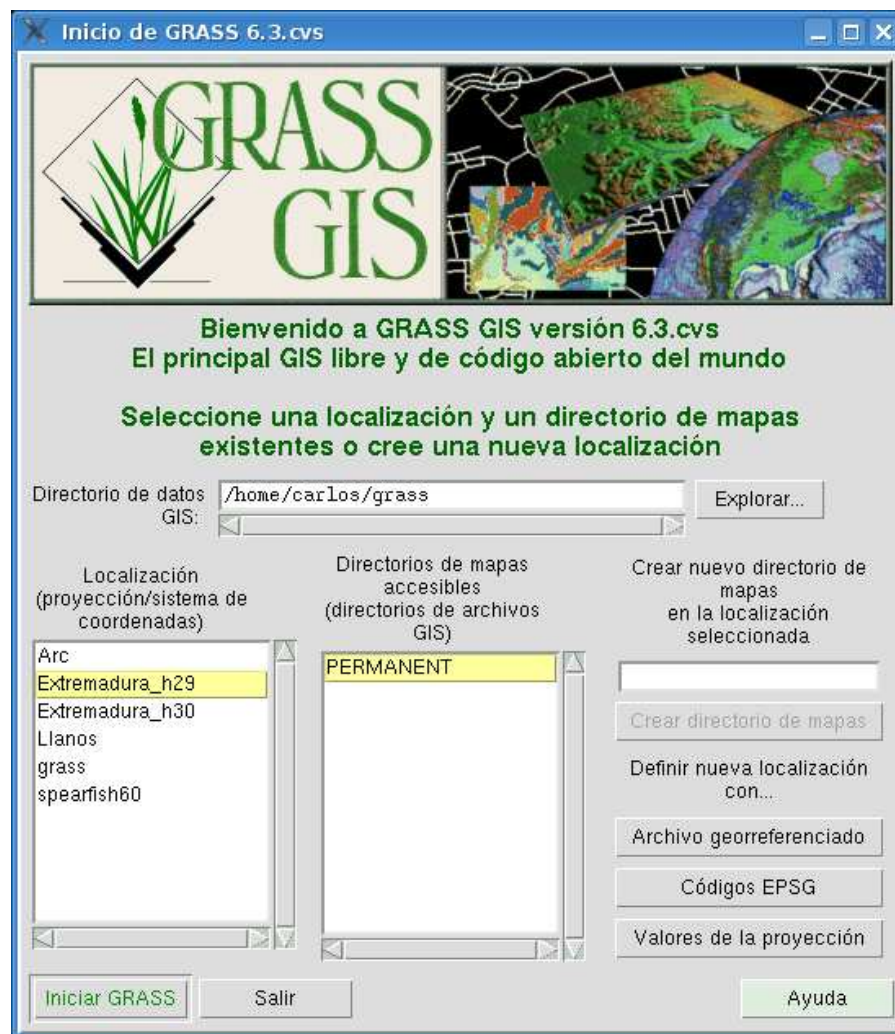 Inicio de GRASS 6.3.cvs
GRASS
GIS
Bienvenido a GRASS GIS versión 6.3.cvs
El principal GIS libre y de código abierto del mundo
Seleccione una localización y un directorio de mapas
existentes o cree una nueva localización
Directorio de datos
GIS:
/home/carlos/grass
Explorar...
Localización
(proyección/sistema de
coordenadas)
Arc
Extremadura_h29
Extremadura_h30
Llanos
grass
spearfish60
Directorios de mapas
accesibles
(directorios de archivos
GIS)
PERMANENT
Crear nuevo directorio de
mapas
en la localización
seleccionada
Crear directorio de mapas
Definir nueva localización
con...
Archivo georreferenciado
Códigos EPSG
Valores de la proyección
Iniciar GRASS
Salir
Ayuda